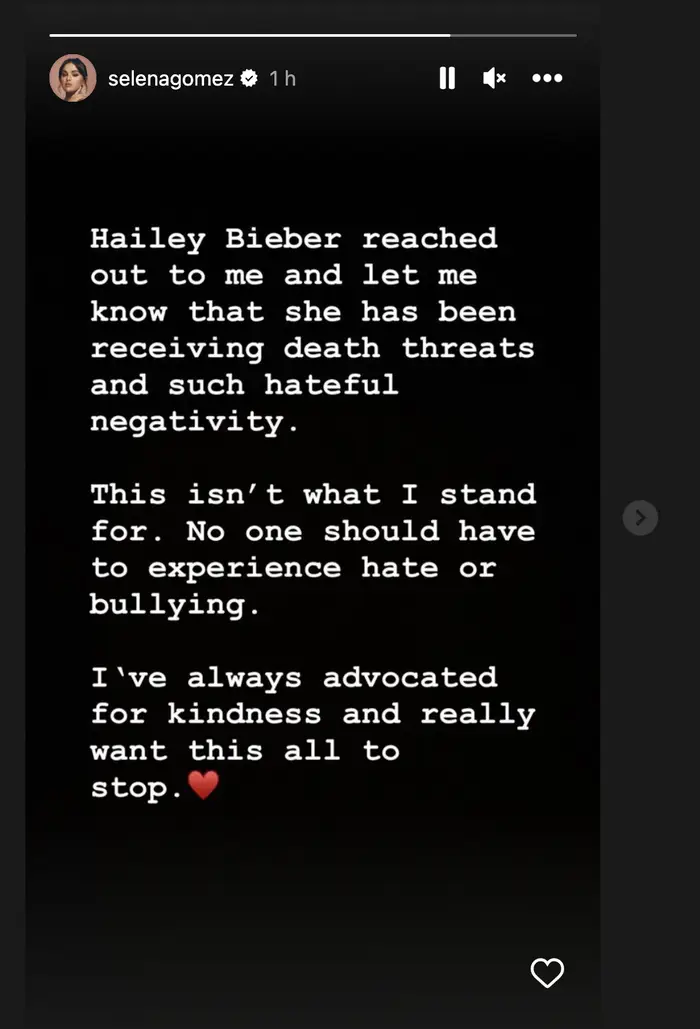 selenagomez 1 h
Hailey Bieber reached
out to me and let me
know that she has been
receiving death threats
and such hateful
negativity.
This isn’t what I stand
for. No one should have
to experience hate or
bullying.
I‘ve always advocated
for kindness and really
want this all to
stop.♥️